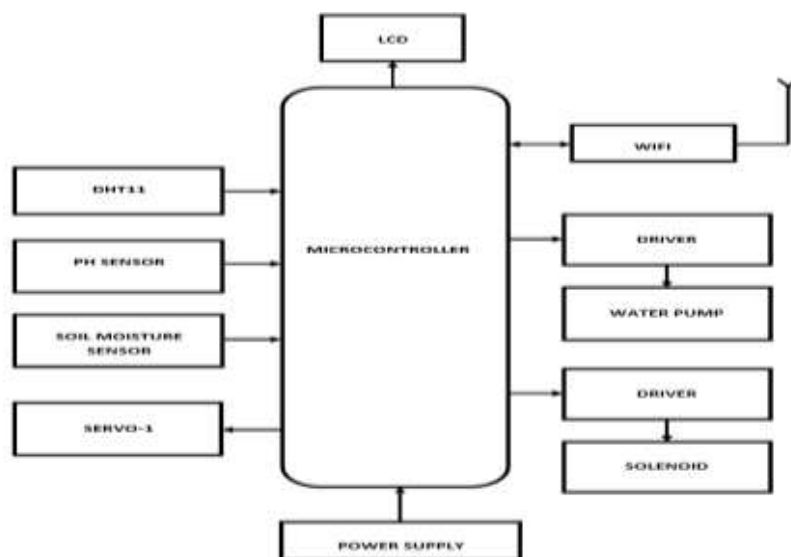 LCD
WIFI
DHT11
DRIVER
PH SENSOR
MICROCONTROLLER
WATER PUMP
SOIL MOISTURE
SENSOR
DRIVER
SERVO-1
SOLENOID
POWER SUPPLY